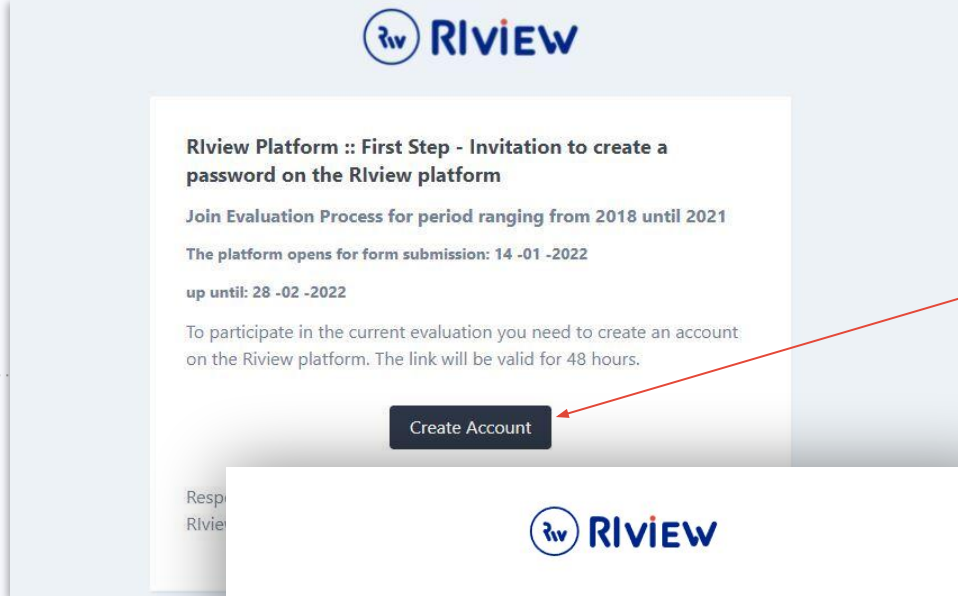 Riw RIviEw
RIview Platform :: First Step - Invitation to create a
password on the RIview platform
Join Evaluation Process for period ranging from 2018 until 2021
The platform opens for form submission: 14 -01 -2022
up until: 28 -02 -2022
To participate in the current evaluation you need to create an account
on the Riview platform. The link will be valid for 48 hours.
Create Account
Riw RIviEw